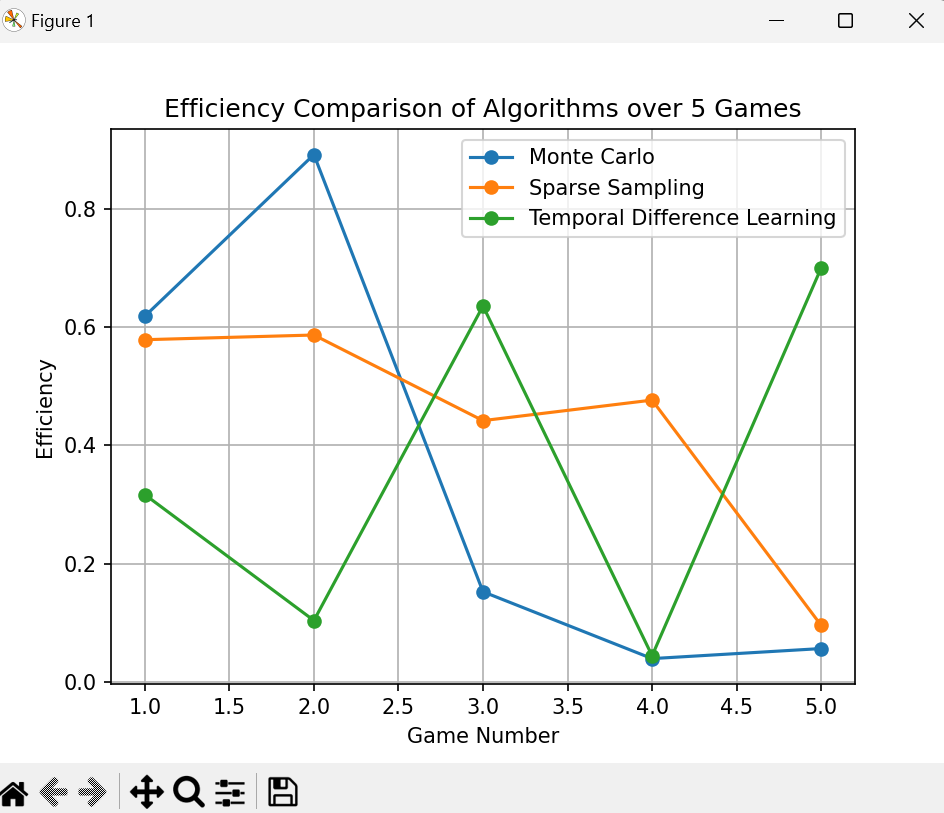 Figure 1
Efficiency Comparison of Algorithms over 5 Games
Monte Carlo
Sparse Sampling
Temporal Difference Learning
Efficiency
0.8
0.6
0.4
0.2
0.0
1.0 1.5 2.0 2.5 3.0 3.5 4.0 4.5 5.0
Game Number